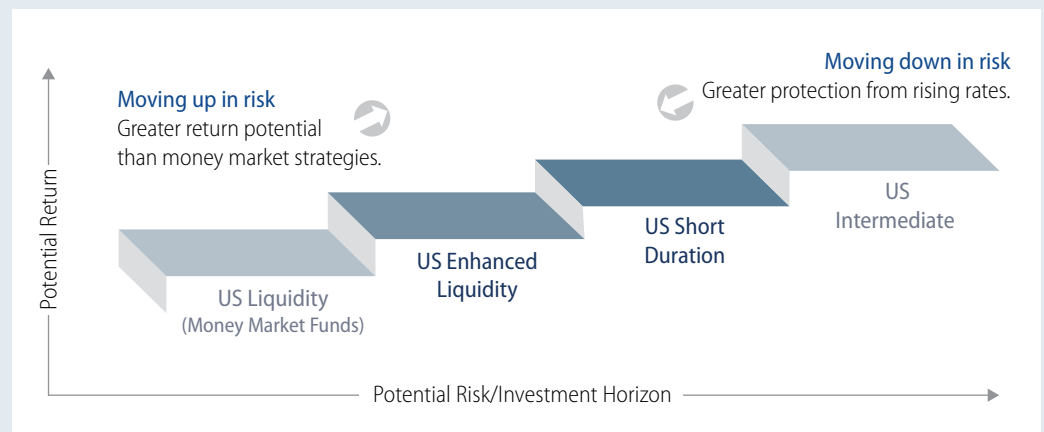 Moving up in risk
Greater return potential
than money market strategies.
Moving down in risk
Greater protection from rising rates.
Potential Return
US Liquidity
(Money Market Funds)
US Enhanced
Liquidity
US Short
Duration
US
Intermediate
Potential Risk/Investment Horizon